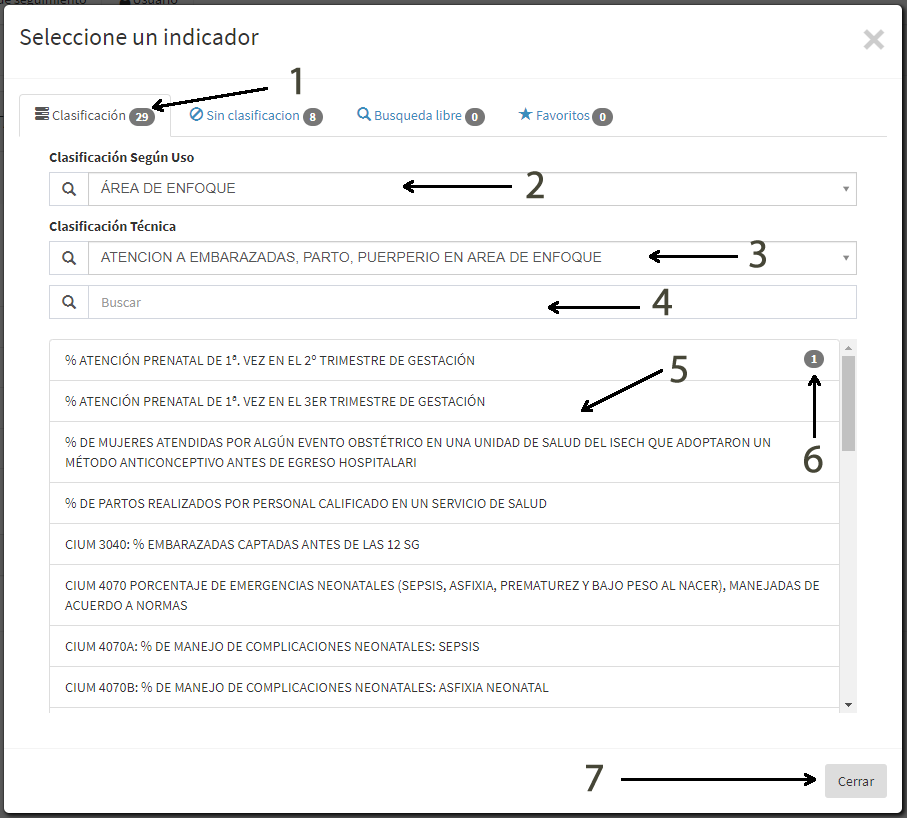 de seguimiento Usuario
Seleccione un indicador
1
Clasificación 29 Sin clasificacion 8 Busqueda libre 0 Favoritos 0
Clasificación Según Uso
ÁREA DE ENFOQUE 2
Clasificación Técnica
ATENCION A EMBARAZADAS, PARTO, PUERPERIO EN AREA DE ENFOQUE 3
Buscar 4
% ATENCIÓN PRENATAL DE 1ª. VEZ EN EL 2º TRIMESTRE DE GESTACIÓN 1
5
% ATENCIÓN PRENATAL DE 1ª. VEZ EN EL 3ER TRIMESTRE DE GESTACIÓN
% DE MUJERES ATENDIDAS POR ALGÚN EVENTO OBSTÉTRICO EN UNA UNIDAD DE SALUD DEL ISECH QUE ADOPTARON UN
MÉTODO ANTICONCEPTIVO ANTES DE EGRESO HOSPITALARI 6
% DE PARTOS REALIZADOS POR PERSONAL CALIFICADO EN UN SERVICIO DE SALUD
CIUM 3040: % EMBARAZADAS CAPTADAS ANTES DE LAS 12 SG
CIUM 4070 PORCENTAJE DE EMERGENCIAS NEONATALES (SEPSIS, ASFIXIA, PREMATUREZ Y BAJO PESO AL NACER), MANEJADAS DE
ACUERDO A NORMAS
CIUM 4070A: % DE MANEJO DE COMPLICACIONES NEONATALES: SEPSIS
CIUM 4070B: % DE MANEJO DE COMPLICACIONES NEONATALES: ASFIXIA NEONATAL
7 Cerrar